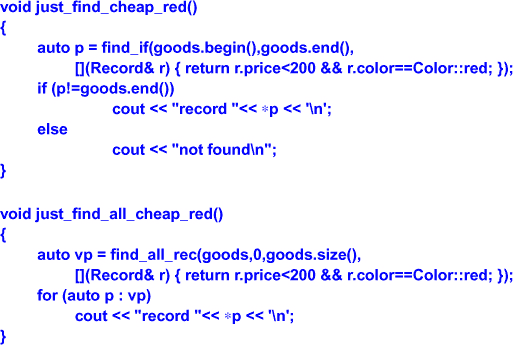 void just_find_cheap_red()
{
auto p = find_if(goods.begin(),goods.end(),
[](Record& r) { return r.price<200 && r.color==Color::red; });
if (p!=goods.end())
cout << "record "<< ∗p << '\n';
else
cout << "not found\n";
}
void just_find_all_cheap_red()
{
auto vp = find_all_rec(goods,0,goods.size(),
[](Record& r) { return r.price<200 && r.color==Color::red; });
for (auto p : vp)
cout << "record "<< ∗p << '\n';
}